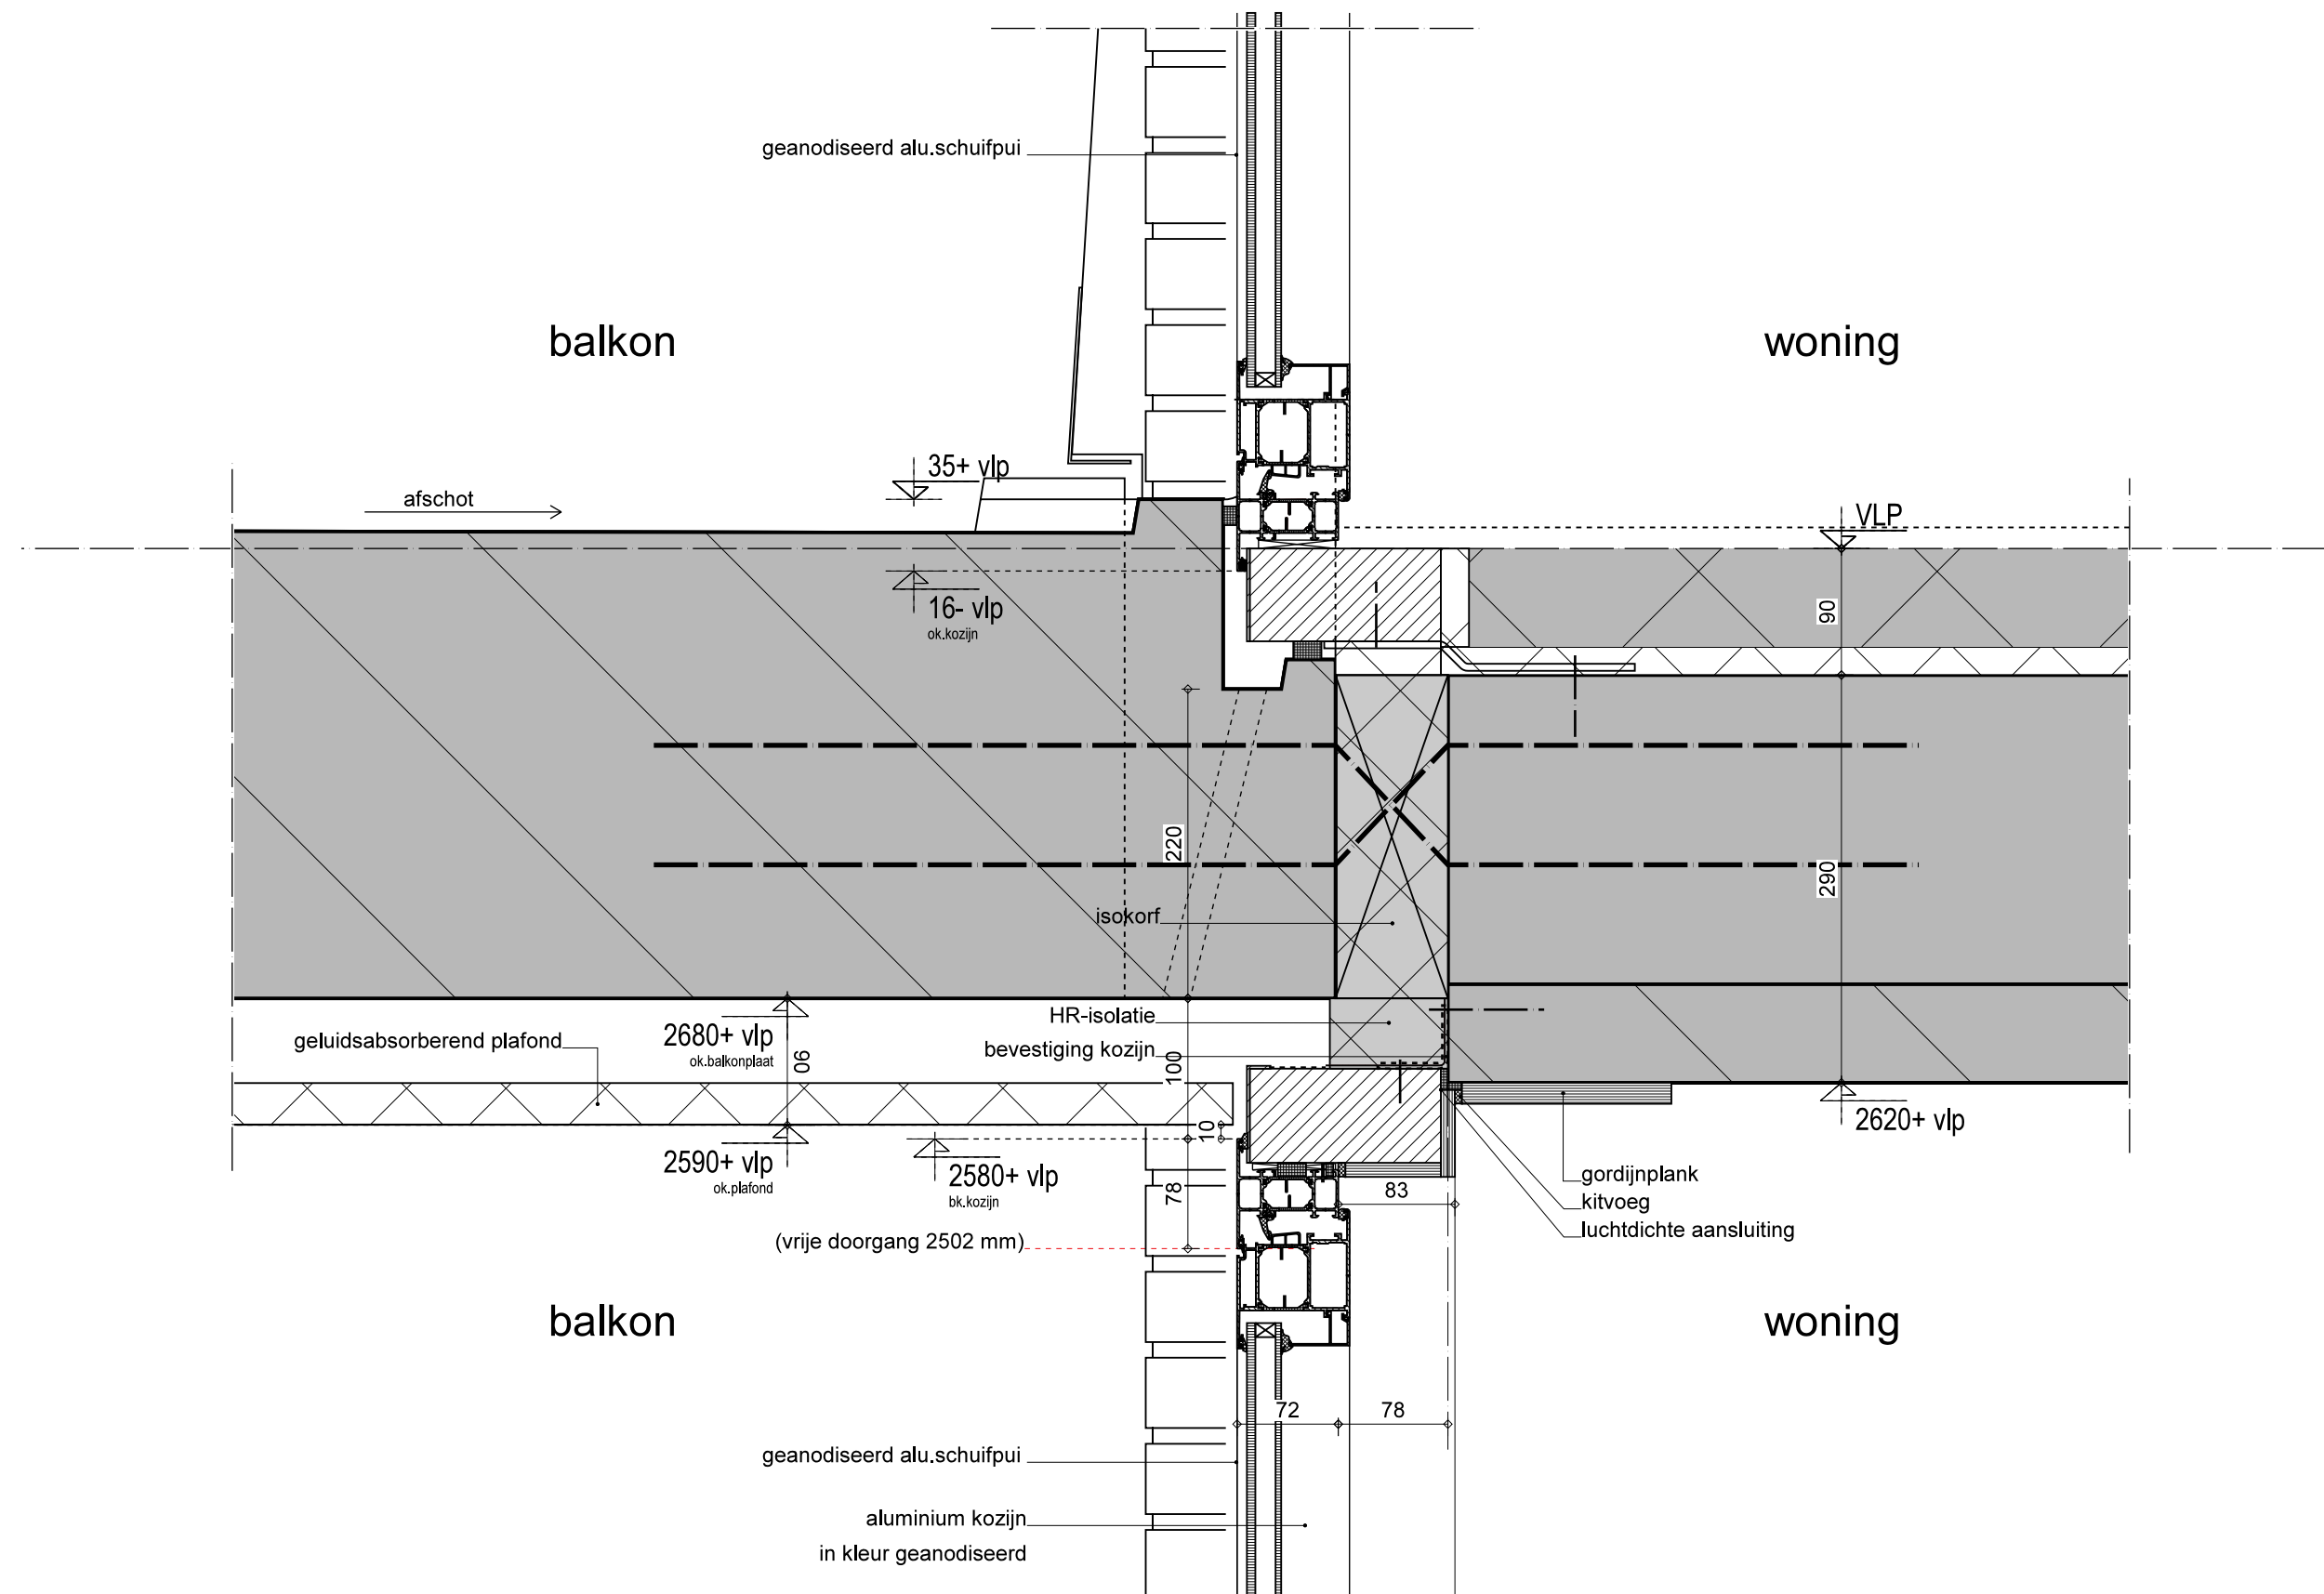 geanodiseerd alu.schuifpui
balkon
woning
35+ vlp
afschot
VLP
16- vlp
ok.kozijn
90
220
290
isokorf
HR-isolatie
bevestiging kozijn
geluidsabsorberend plafond
2680+ vlp
ok.balkonplaat
90
100
10
2620+ vlp
2590+ vlp
ok.plafond
2580+ vlp
bk.kozijn
78
83
gordijnplank
kitvoeg
luchtdichte aansluiting
(vrije doorgang 2502 mm)
balkon
woning
72
78
geanodiseerd alu.schuifpui
aluminium kozijn
in kleur geanodiseerd